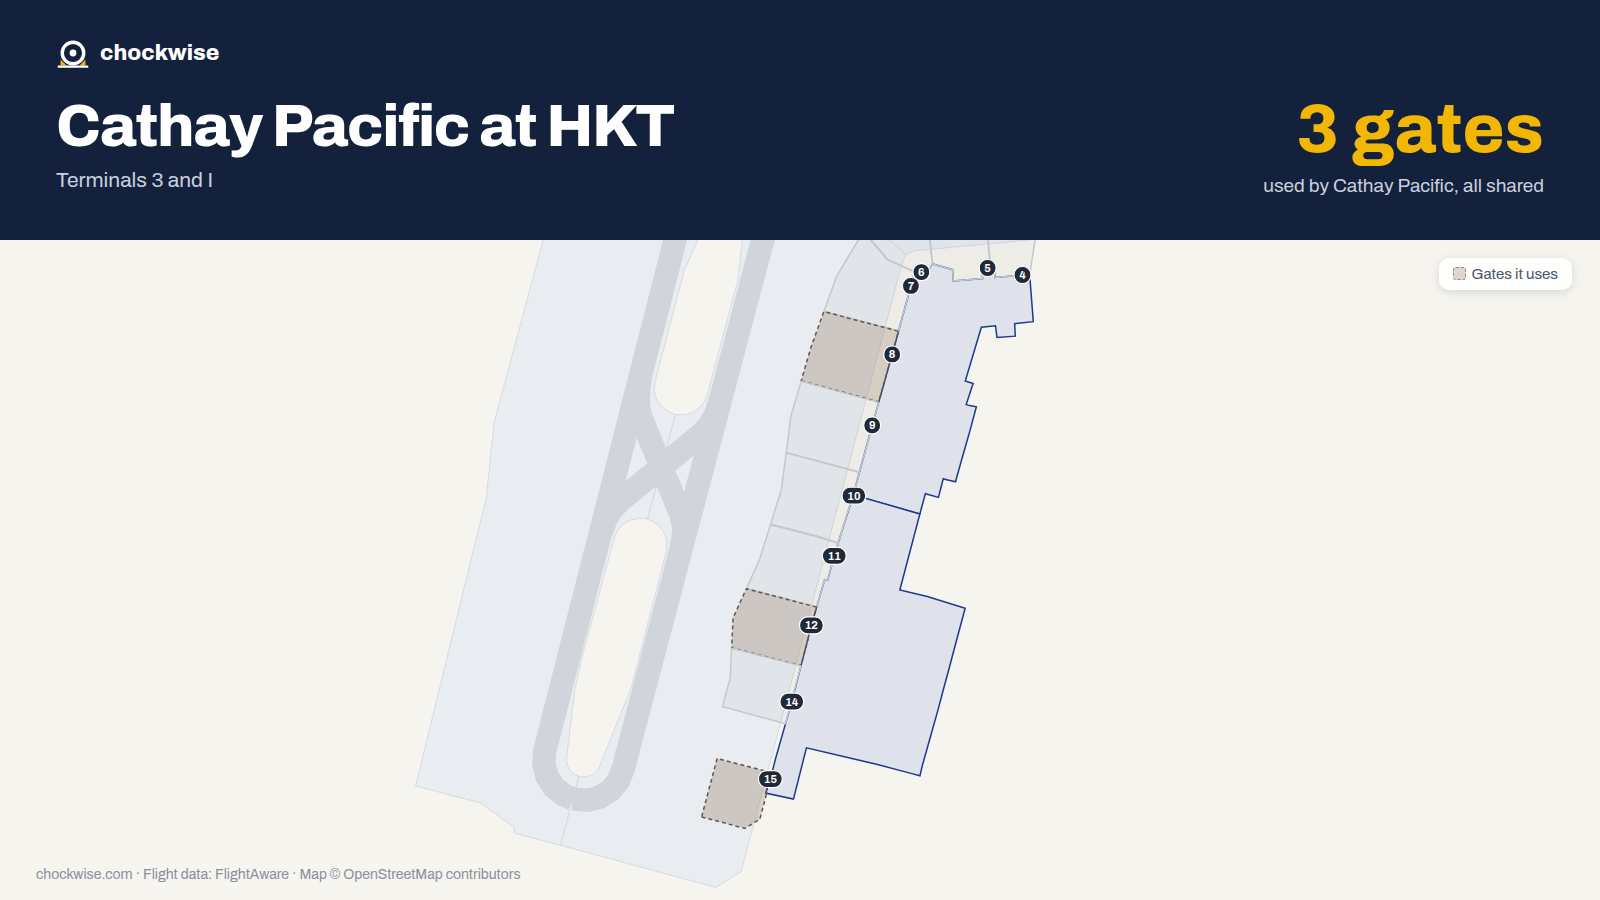 chockwise
Cathay Pacific at HKT
Terminals 3 and I
3 gates
used by Cathay Pacific, all shared
Gates it uses
6
5
4
7
8
9
10
11
12
14
15
chockwise.com · Flight data: FlightAware · Map © OpenStreetMap contributors